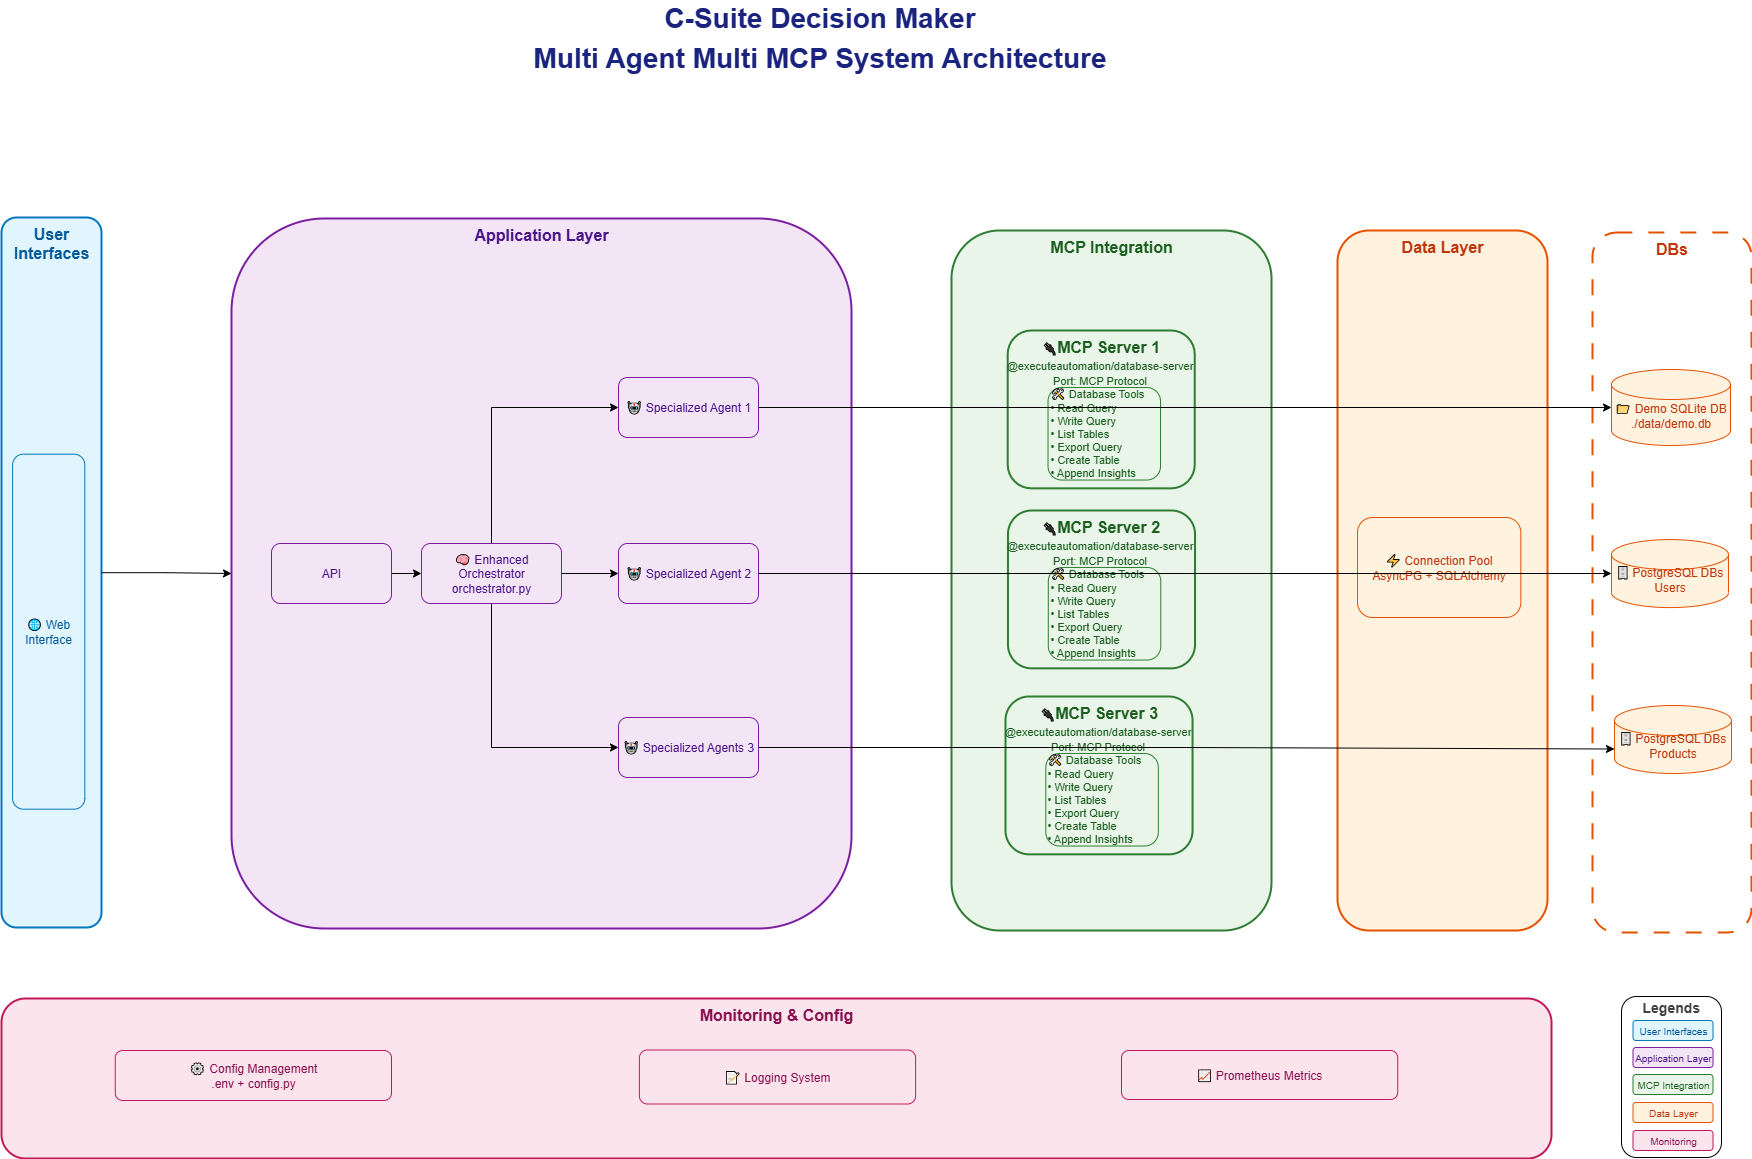 C-Suite Decision Maker
Multi Agent Multi MCP System Architecture
User
Interfaces
Web
Interface
Application Layer
API
Enhanced
Orchestrator
orchestrator.py
Specialized Agent 1
Specialized Agent 2
Specialized Agents 3
MCP Integration
MCP Server 1
@executeautomation/database-server
Port: MCP Protocol
Database Tools
• Read Query
• Write Query
• List Tables
• Export Query
• Create Table
• Append Insights
MCP Server 2
@executeautomation/database-server
Port: MCP Protocol
Database Tools
• Read Query
• Write Query
• List Tables
• Export Query
• Create Table
• Append Insights
MCP Server 3
@executeautomation/database-server
Port: MCP Protocol
Database Tools
• Read Query
• Write Query
• List Tables
• Export Query
• Create Table
• Append Insights
Data Layer
Connection Pool
AsyncPG + SQLAlchemy
DBs
Demo SQLite DB
./data/demo.db
PostgreSQL DBs
Users
PostgreSQL DBs
Products
Monitoring & Config
Config Management
.env + config.py
Logging System
Prometheus Metrics
Legends
User Interfaces
Application Layer
MCP Integration
Data Layer
Monitoring